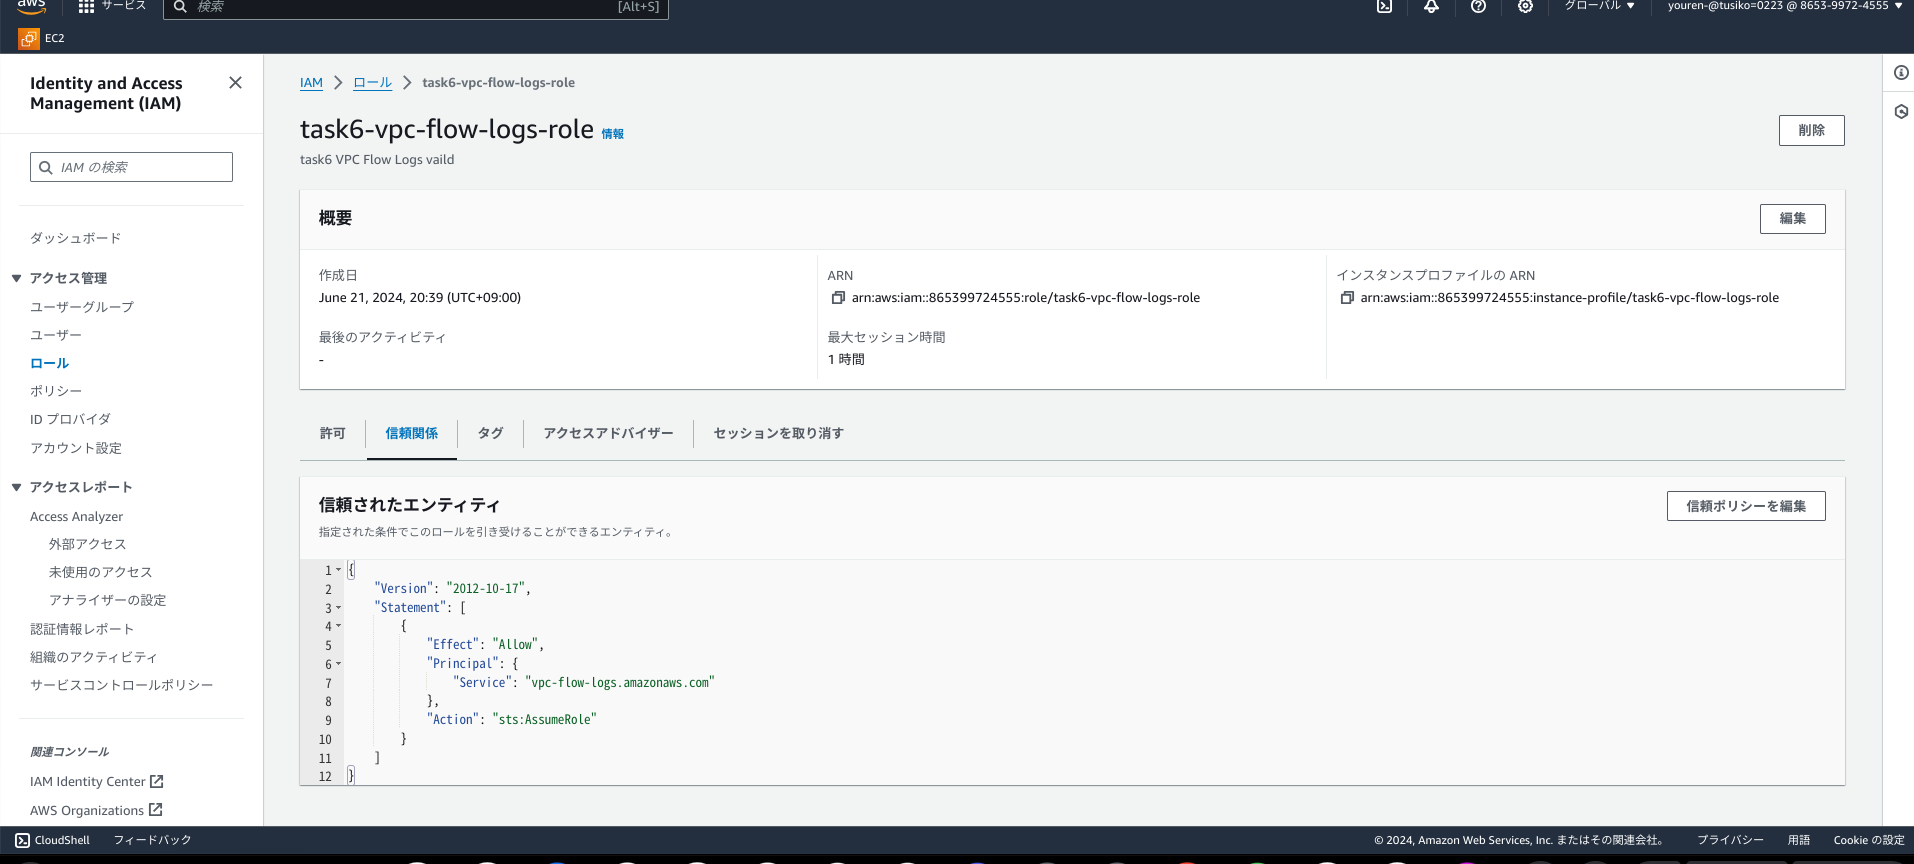 aws
サービス
検索
[Alt+S]
グローバル ▼
youren-@tusiko=0223 @ 8653-9972-4555 ▼
EC2
Identity and Access
Management (IAM)
IAM の検索
ダッシュボード
▼ アクセス管理
ユーザーグループ
ユーザー
ロール
ポリシー
ID プロバイダ
アカウント設定
▼ アクセスレポート
Access Analyzer
外部アクセス
未使用のアクセス
アナライザーの設定
認証情報レポート
組織のアクティビティ
サービスコントロールポリシー
関連コンソール
IAM Identity Center
AWS Organizations
IAM > ロール > task6-vpc-flow-logs-role
task6-vpc-flow-logs-role 情報
削除
task6 VPC Flow Logs vaild
概要
編集
作成日
June 21, 2024, 20:39 (UTC+09:00)
最後のアクティビティ
-
ARN
arn:aws:iam::865399724555:role/task6-vpc-flow-logs-role
最大セッション時間
1 時間
インスタンスプロファイルの ARN
arn:aws:iam::865399724555:instance-profile/task6-vpc-flow-logs-role
許可
信頼関係
タグ
アクセスアドバイザー
セッションを取り消す
信頼されたエンティティ
信頼ポリシーを編集
指定された条件でこのロールを引き受けることができるエンティティ。
1 {
2 "Version": "2012-10-17",
3 "Statement": [
4 {
5 "Effect": "Allow",
6 "Principal": {
7 "Service": "vpc-flow-logs.amazonaws.com"
8 },
9 "Action": "sts:AssumeRole"
10 }
11 ]
12 }
CloudShell
フィードバック
© 2024, Amazon Web Services, Inc. またはその関連会社。
プライバシー
用語
Cookie の設定